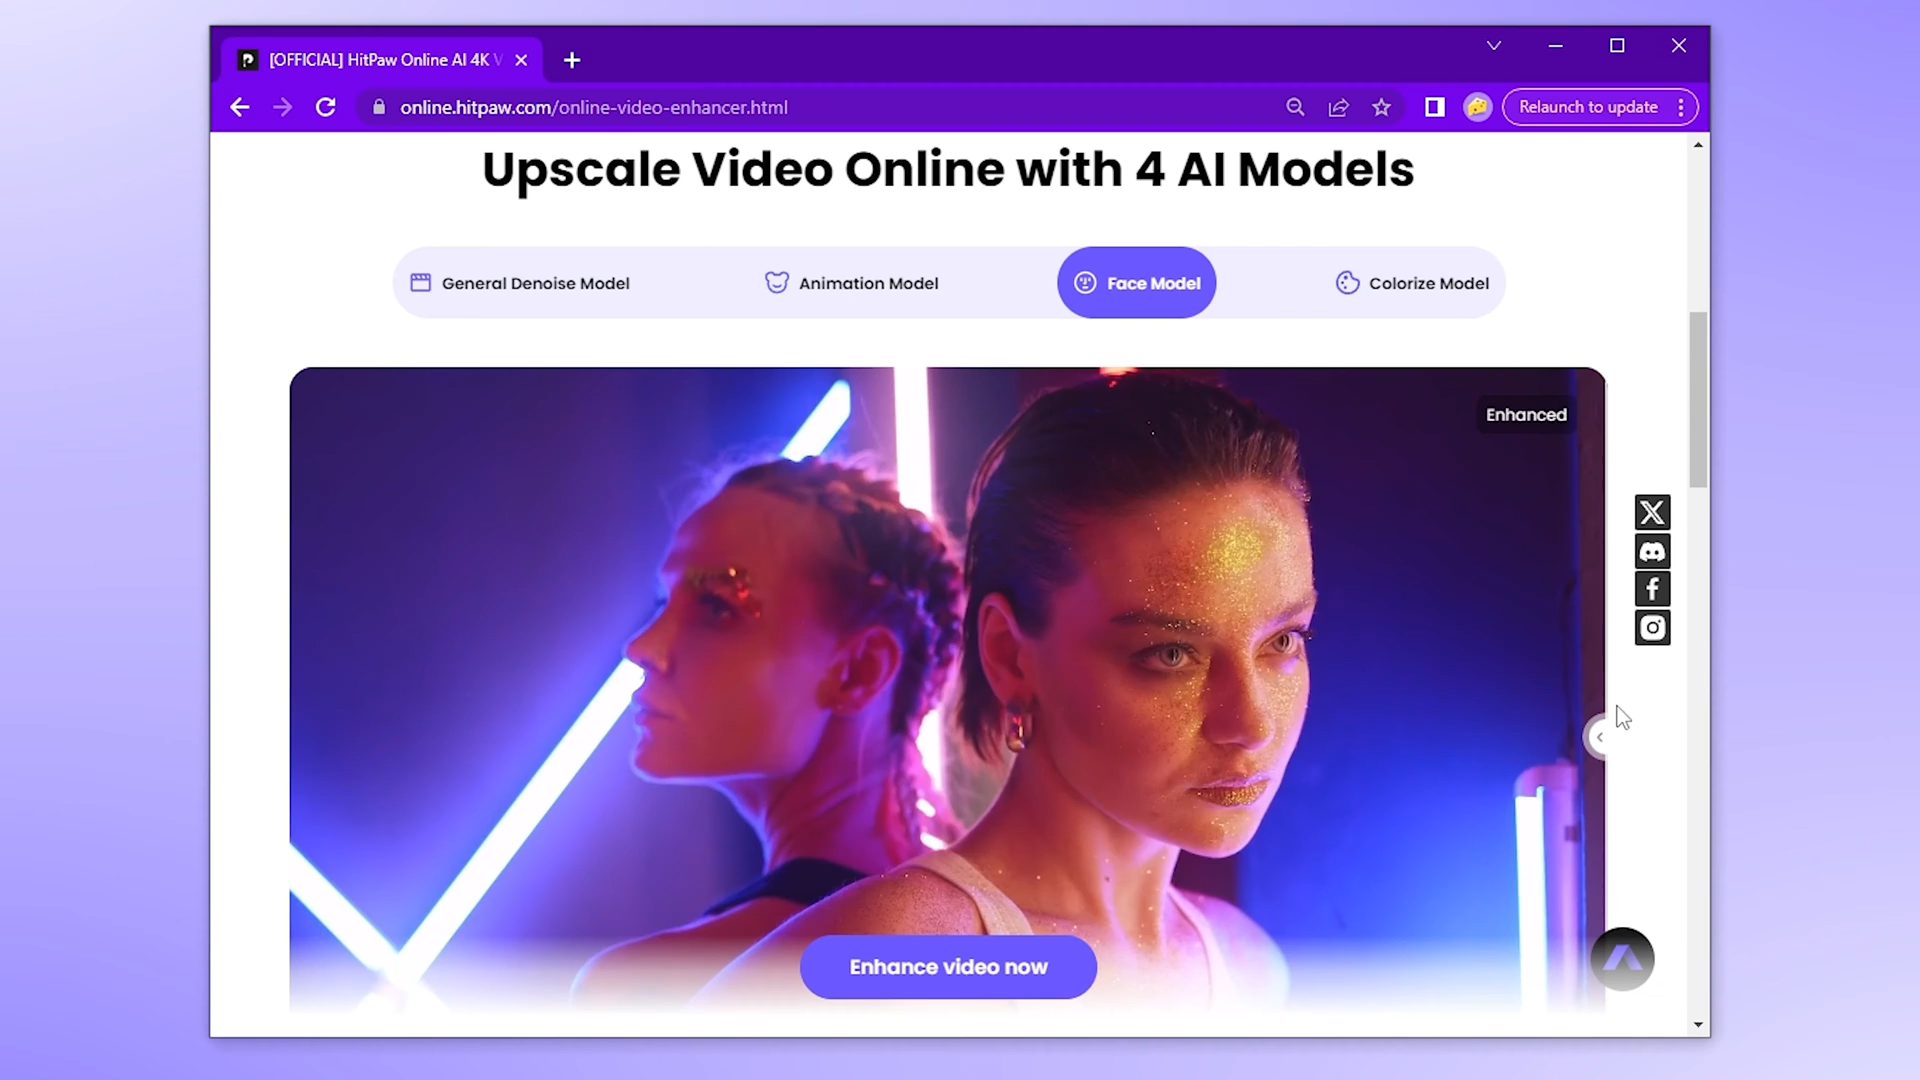 [OFFICIAL] HitPaw Online AI 4K V
online.hitpaw.com/online-video-enhancer.html
Relaunch to update
Upscale Video Online with 4 AI Models
General Denoise Model
Animation Model
Face Model
Colorize Model
Enhanced
Enhance video now